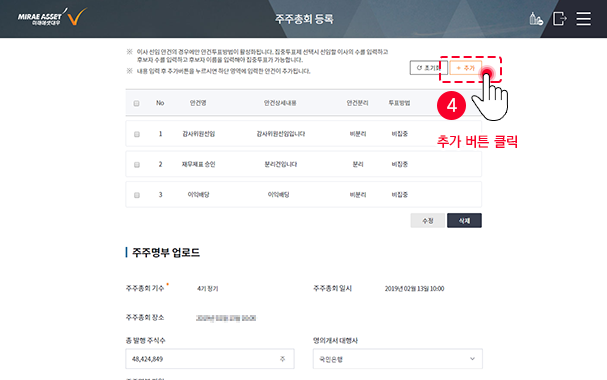 MIRAE ASSET
미래에셋대우
주주총회 등록
※ 이사 선임 안건의 경우에만 안건투표방법이 활성화됩니다. 집중투표제 선택시 선임할 이사의 수를 입력하고
후보자 수를 입력하고 후보자 이름을 입력해야 집중투표가 가능합니다.
※ 내용 입력 후 추가버튼을 누르시면 하단 영역에 입력한 안건이 추가됩니다.
초기화 + 추가
4
추가 버튼 클릭
No 안건명 안건상세내용 안건분리 투표방법
1 감사위원선임 감사위원선임입니다 비분리 비집중
2 재무제표 승인 분리건입니다 분리 비집중
3 이익배당 이익배당 비분리 비집중
수정 삭제
주주명부 업로드
주주총회 기수 * 4기 정기 주주총회 일시 2019년 02월 13일 10:00
주주총회 장소
총 발행 주식수 명의개서 대행사
48,424,849 주 국민은행